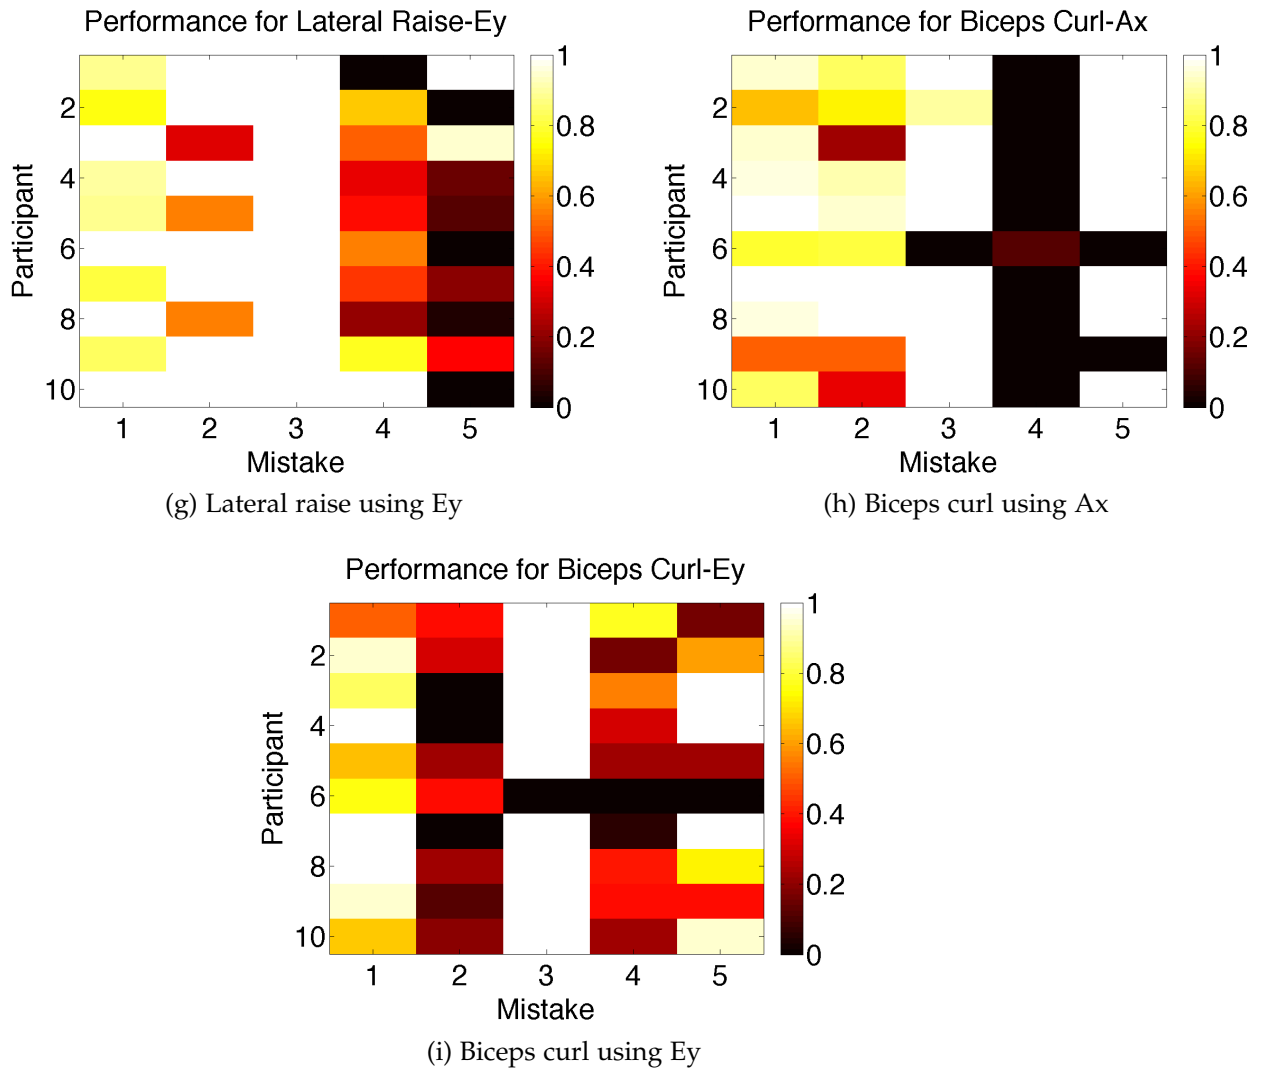 Performance for Lateral Raise-Ey
Performance for Biceps Curl-Ax
1
0.8
0.6
0.4
0.2
0
2
4
6
8
10
Participant
1 2 3 4 5
Mistake
(g) Lateral raise using Ey
1
0.8
0.6
0.4
0.2
0
2
4
6
8
10
Participant
1 2 3 4 5
Mistake
(h) Biceps curl using Ax
Performance for Biceps Curl-Ey
1
0.8
0.6
0.4
0.2
0
2
4
6
8
10
Participant
1 2 3 4 5
Mistake
(i) Biceps curl using Ey